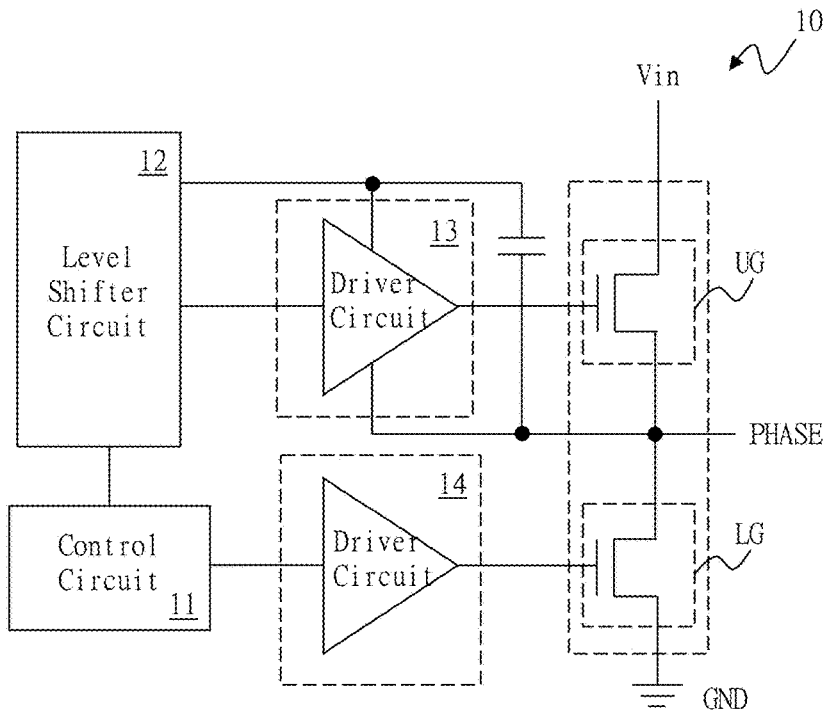 10
Vin
12
Level
Shifter
Circuit
13
Driver
Circuit
UG
PHASE
14
Driver
Circuit
Control
Circuit
11
LG
GND